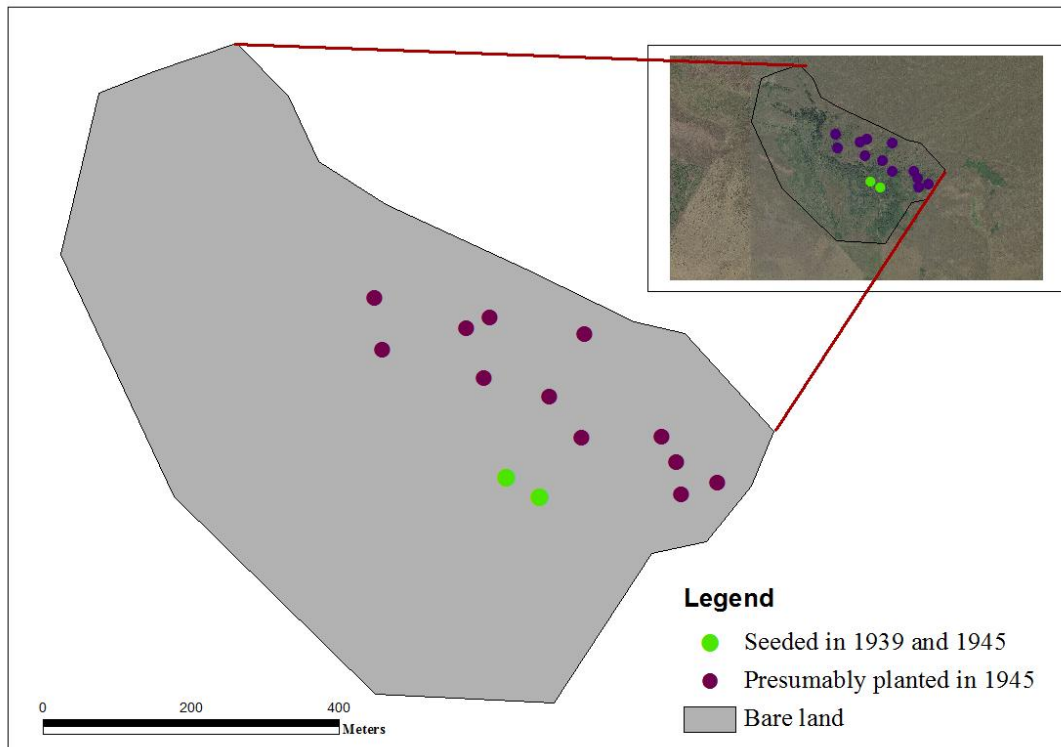 Legend
Seeded in 1939 and 1945
Presumably planted in 1945
Bare land
0 200 400
Meters